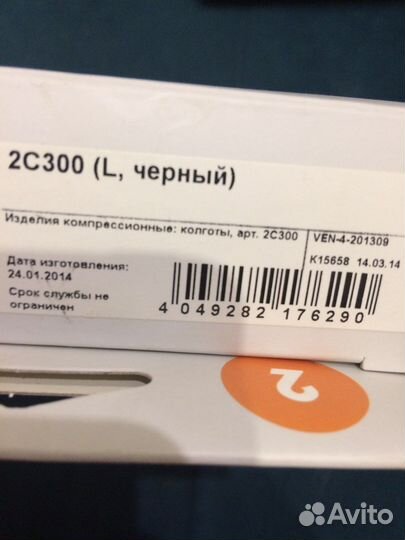 2C300 (L, черный)
Изделия компрессионные: колготы, арт. 2C300
VEN-4-201309
Дата изготовления:
24.01.2014
K15658 14.03.14
Срок службы не
ограничен
4 049282 176290
2
Avito